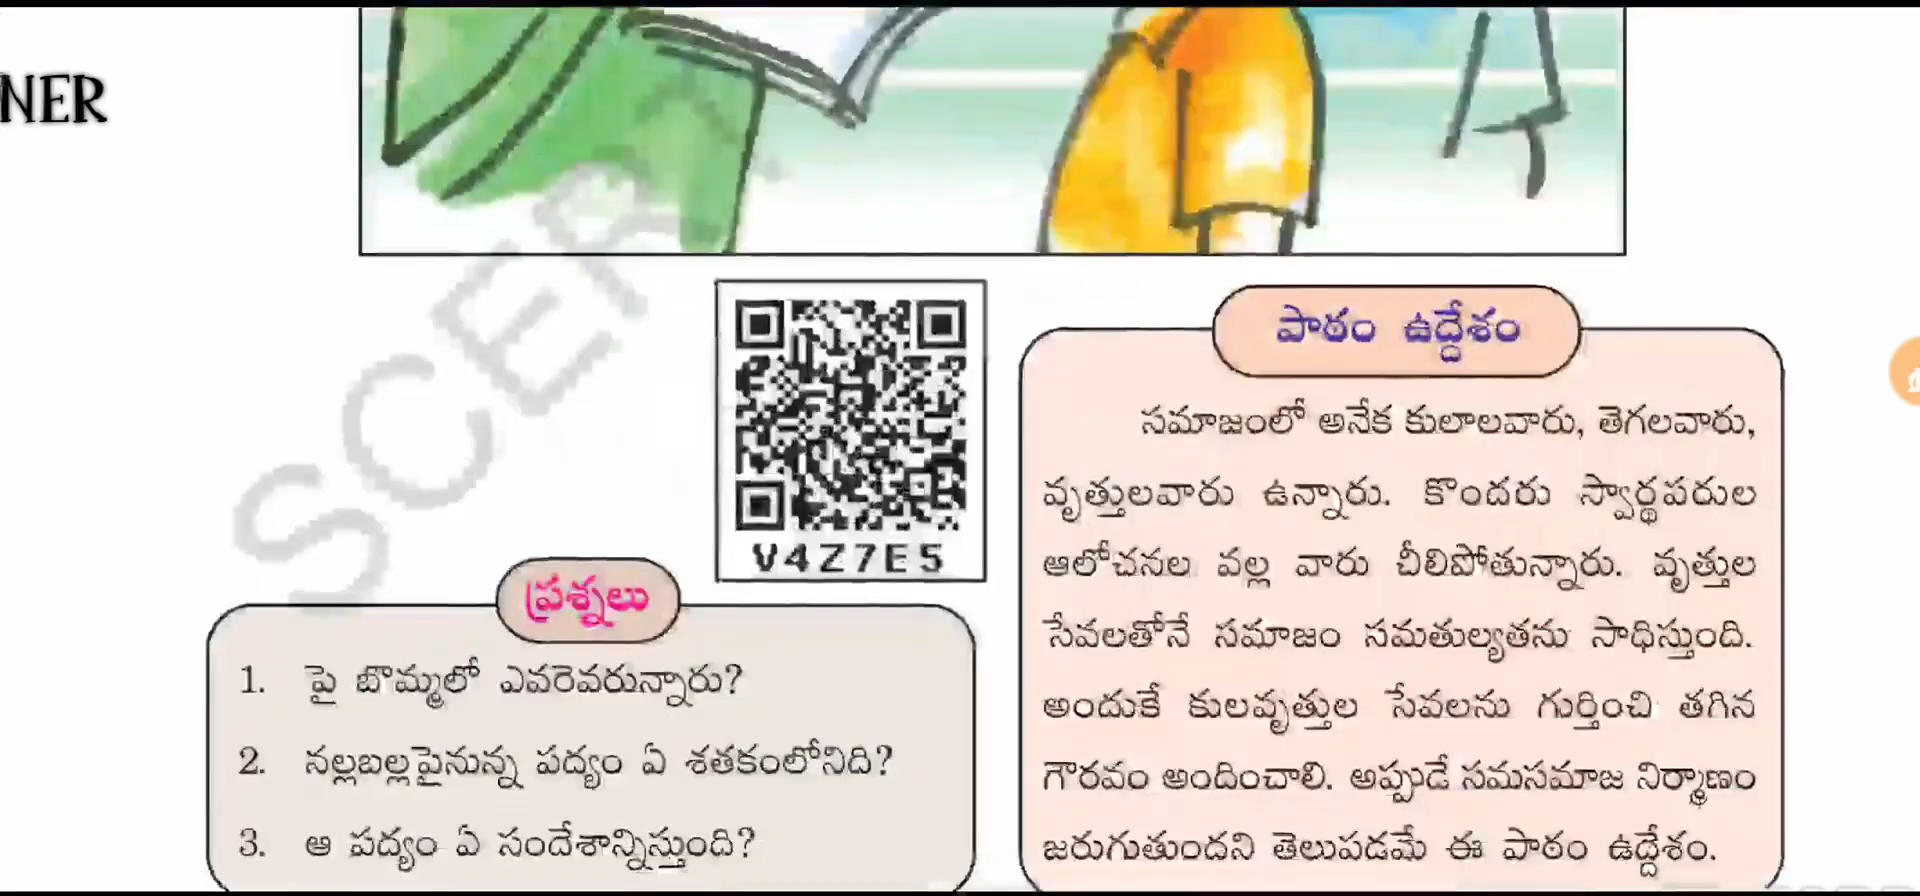 NER
SCER
V4Z7E5
ప్రశ్నలు
1. పై బొమ్మలో ఎవరెవరున్నారు?
2. నల్లబల్లపైనున్న పద్యం ఏ శతకంలోనిది?
3. ఆ పద్యం ఏ సందేశాన్నిస్తుంది?
పాఠం ఉద్దేశం
సమాజంలో అనేక కులాలవారు, తెగలవారు,
వృత్తులవారు ఉన్నారు. కొందరు స్వార్థపరుల
ఆలోచనల వల్ల వారు చీలిపోతున్నారు. వృత్తుల
సేవలతోనే సమాజం సమతుల్యతను సాధిస్తుంది.
అందుకే కులవృత్తుల సేవలను గుర్తించి తగిన
గౌరవం అందించాలి. అప్పుడే సమసమాజ నిర్మాణం
జరుగుతుందని తెలుపడమే ఈ పాఠం ఉద్దేశం.